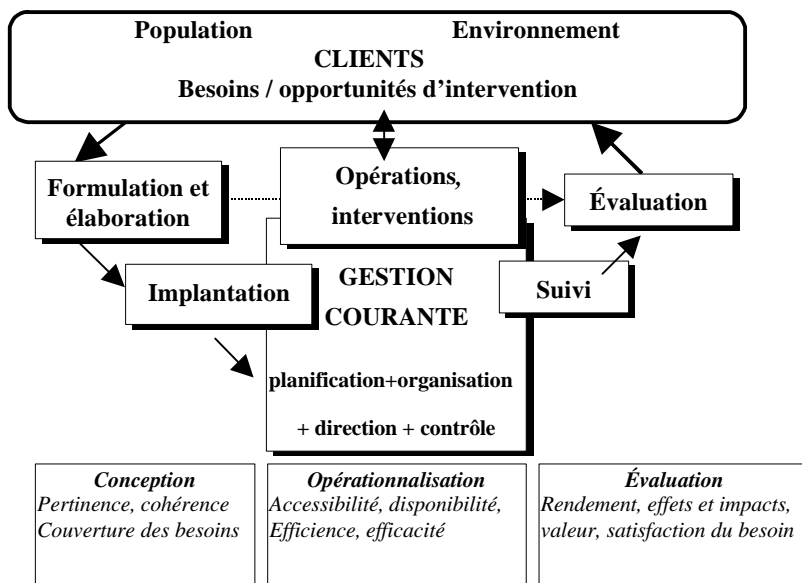 Population Environnement
CLIENTS
Besoins / opportunités d’intervention
Formulation et
élaboration
Opérations,
interventions
Évaluation
Implantation
GESTION
COURANTE
Suivi
planification+organisation
+ direction + contrôle
Conception
Pertinence, cohérence
Couverture des besoins
Opérationnalisation
Accessibilité, disponibilité,
Efficience, efficacité
Évaluation
Rendement, effets et impacts,
valeur, satisfaction du besoin